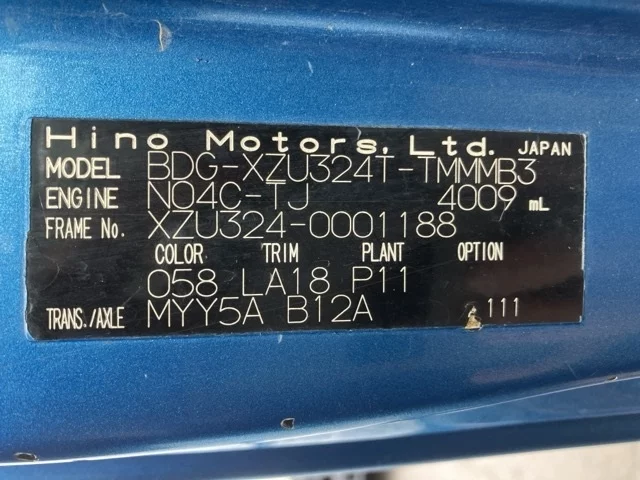 Hino Motors, Ltd. JAPAN
MODEL BDG-XZU324T-TMMMB3
ENGINE N04C-TJ 4009 mL
FRAME No. XZU324-0001188
COLOR TRIM PLANT OPTION
058 LA18 P11
TRANS./AXLE MYY5A B12A 111